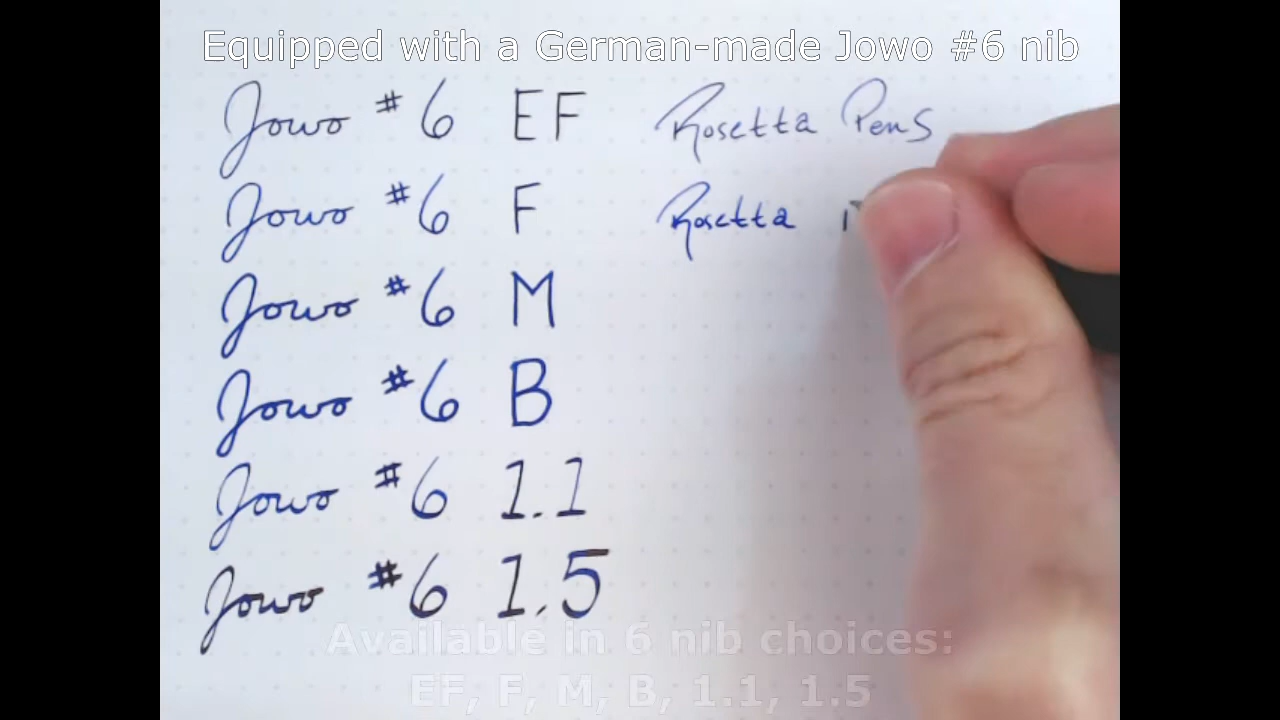 Equipped with a German-made Jowo #6 nib
Jowo #6 EF Rosetta Pens
Jowo #6 F Rosetta
Jowo #6 M
Jowo #6 B
Jowo #6 1.1
Jowo #6 1.5
Available in 6 nib choices:
EF, F, M, B, 1.1, 1.5